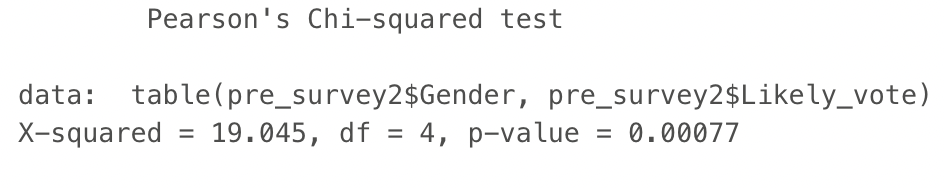 Pearson's Chi-squared test
data:  table(pre_survey2$Gender, pre_survey2$Likely_vote)
X-squared = 19.045, df = 4, p-value = 0.00077